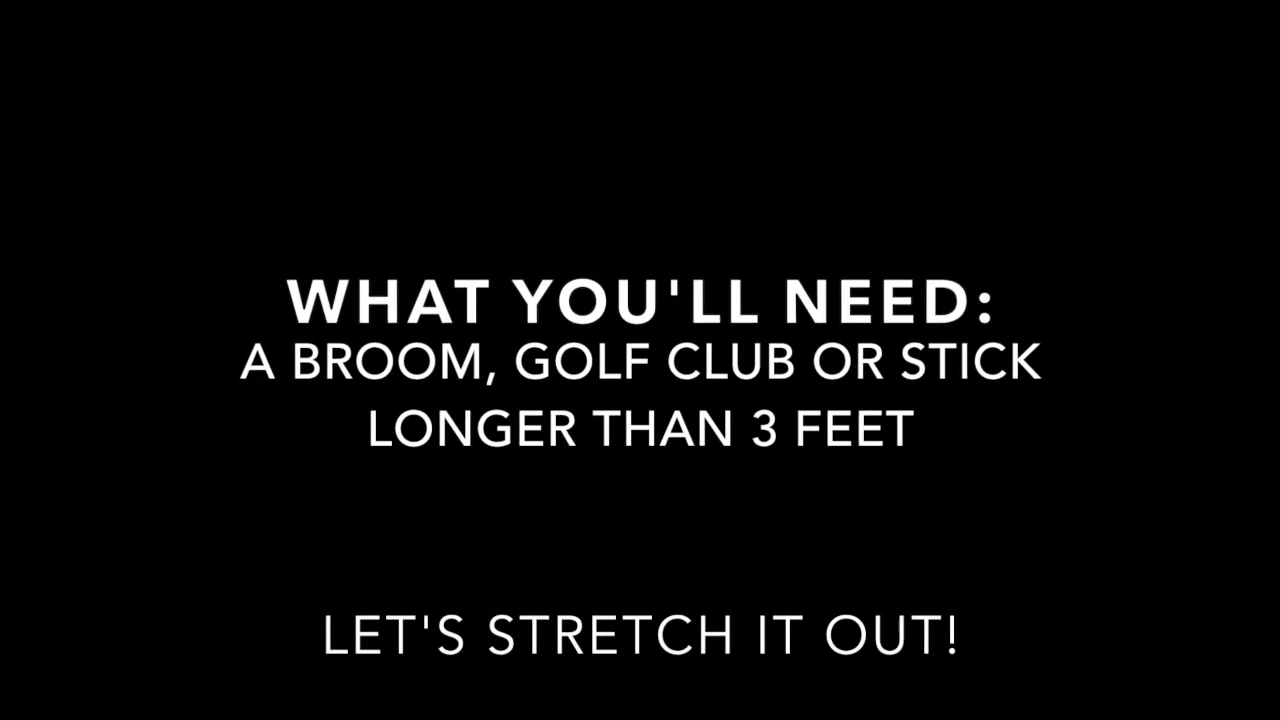 WHAT YOU'LL NEED:
A BROOM, GOLF CLUB OR STICK
LONGER THAN 3 FEET
LET'S STRETCH IT OUT!